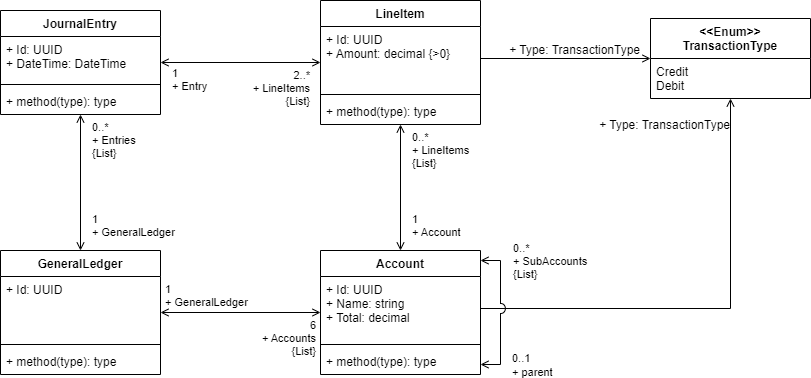 JournalEntry
+ Id: UUID
+ DateTime: DateTime
+ method(type): type
1
+ Entry
2..*
+ LineItems
{List}
LineItem
+ Id: UUID
+ Amount: decimal {>0}
+ method(type): type
+ Type: TransactionType
<<Enum>>
TransactionType
Credit
Debit
+ Type: TransactionType
0..*
+ Entries
{List}
1
+ GeneralLedger
0..*
+ LineItems
{List}
1
+ Account
GeneralLedger
+ Id: UUID
+ method(type): type
1
+ GeneralLedger
6
+ Accounts
{List}
Account
+ Id: UUID
+ Name: string
+ Total: decimal
+ method(type): type
0..*
+ SubAccounts
{List}
0..1
+ parent